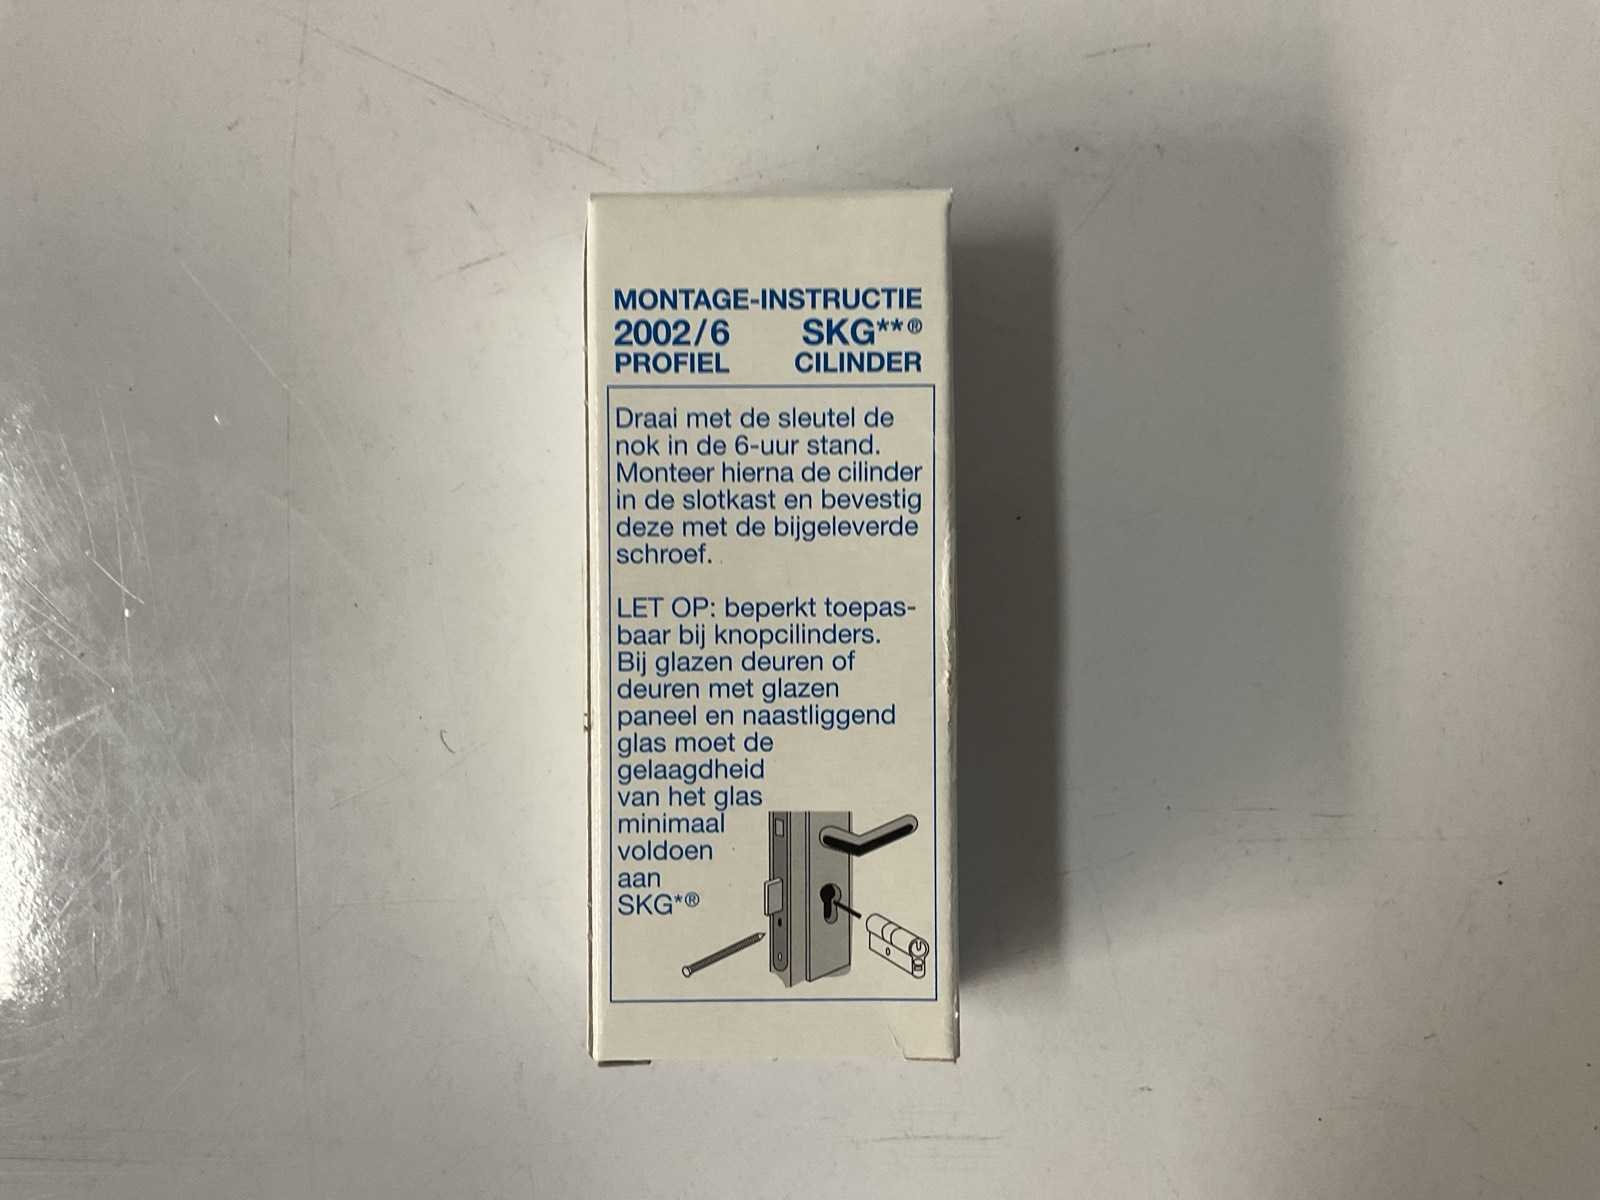 MONTAGE-INSTRUCTIE
2002/6 SKG**®
PROFIEL CILINDER
Draai met de sleutel de
nok in de 6-uur stand.
Monteer hierna de cilinder
in de slotkast en bevestig
deze met de bijgeleverde
schroef.
LET OP: beperkt toepas-
baar bij knopcilinders.
Bij glazen deuren of
deuren met glazen
paneel en naastliggend
glas moet de
gelaagdheid
van het glas
minimaal
voldoen
aan
SKG*®